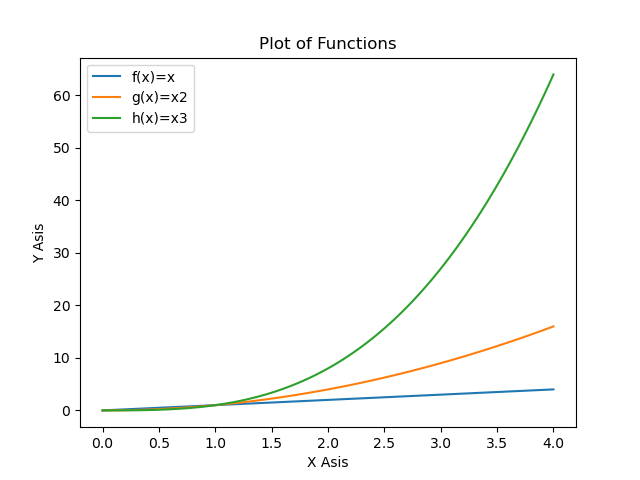 Plot of Functions
f(x)=x
g(x)=x2
h(x)=x3
60
50
40
30
20
10
0
Y Asis
0.0 0.5 1.0 1.5 2.0 2.5 3.0 3.5 4.0
X Asis